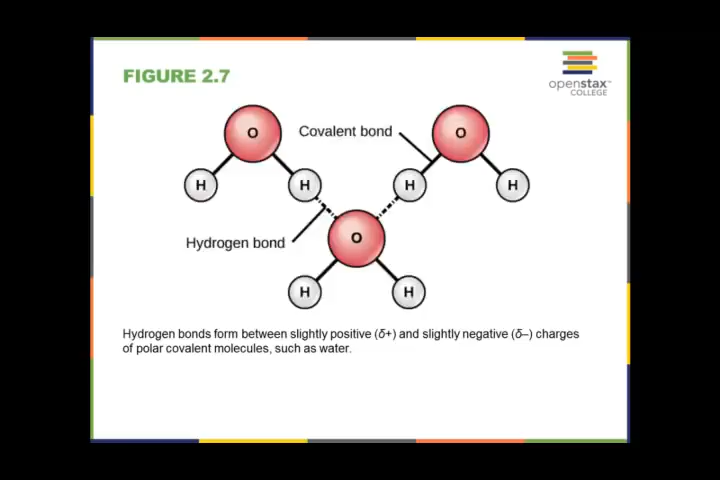 FIGURE 2.7
openstax™
COLLEGE
O
Covalent bond
O
H
H
H
H
O
Hydrogen bond
H
H
Hydrogen bonds form between slightly positive (δ+) and slightly negative (δ–) charges
of polar covalent molecules, such as water.